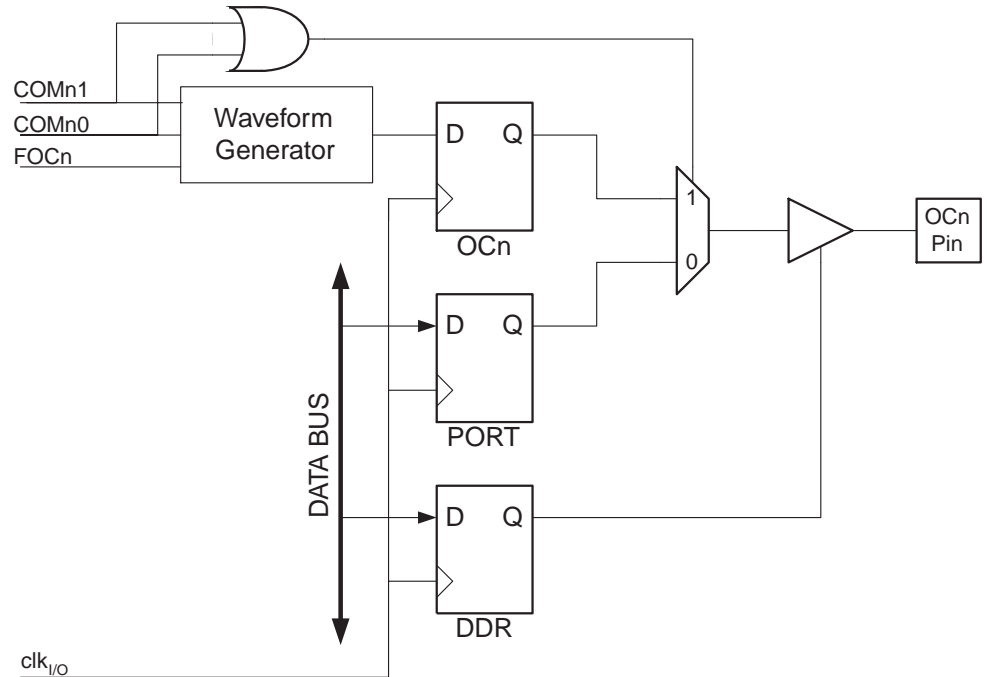 COMn1
COMn0
FOCn
Waveform
Generator
D Q
OCn
1
0
OCn
Pin
D Q
PORT
DATA BUS
D Q
DDR
clkI/O